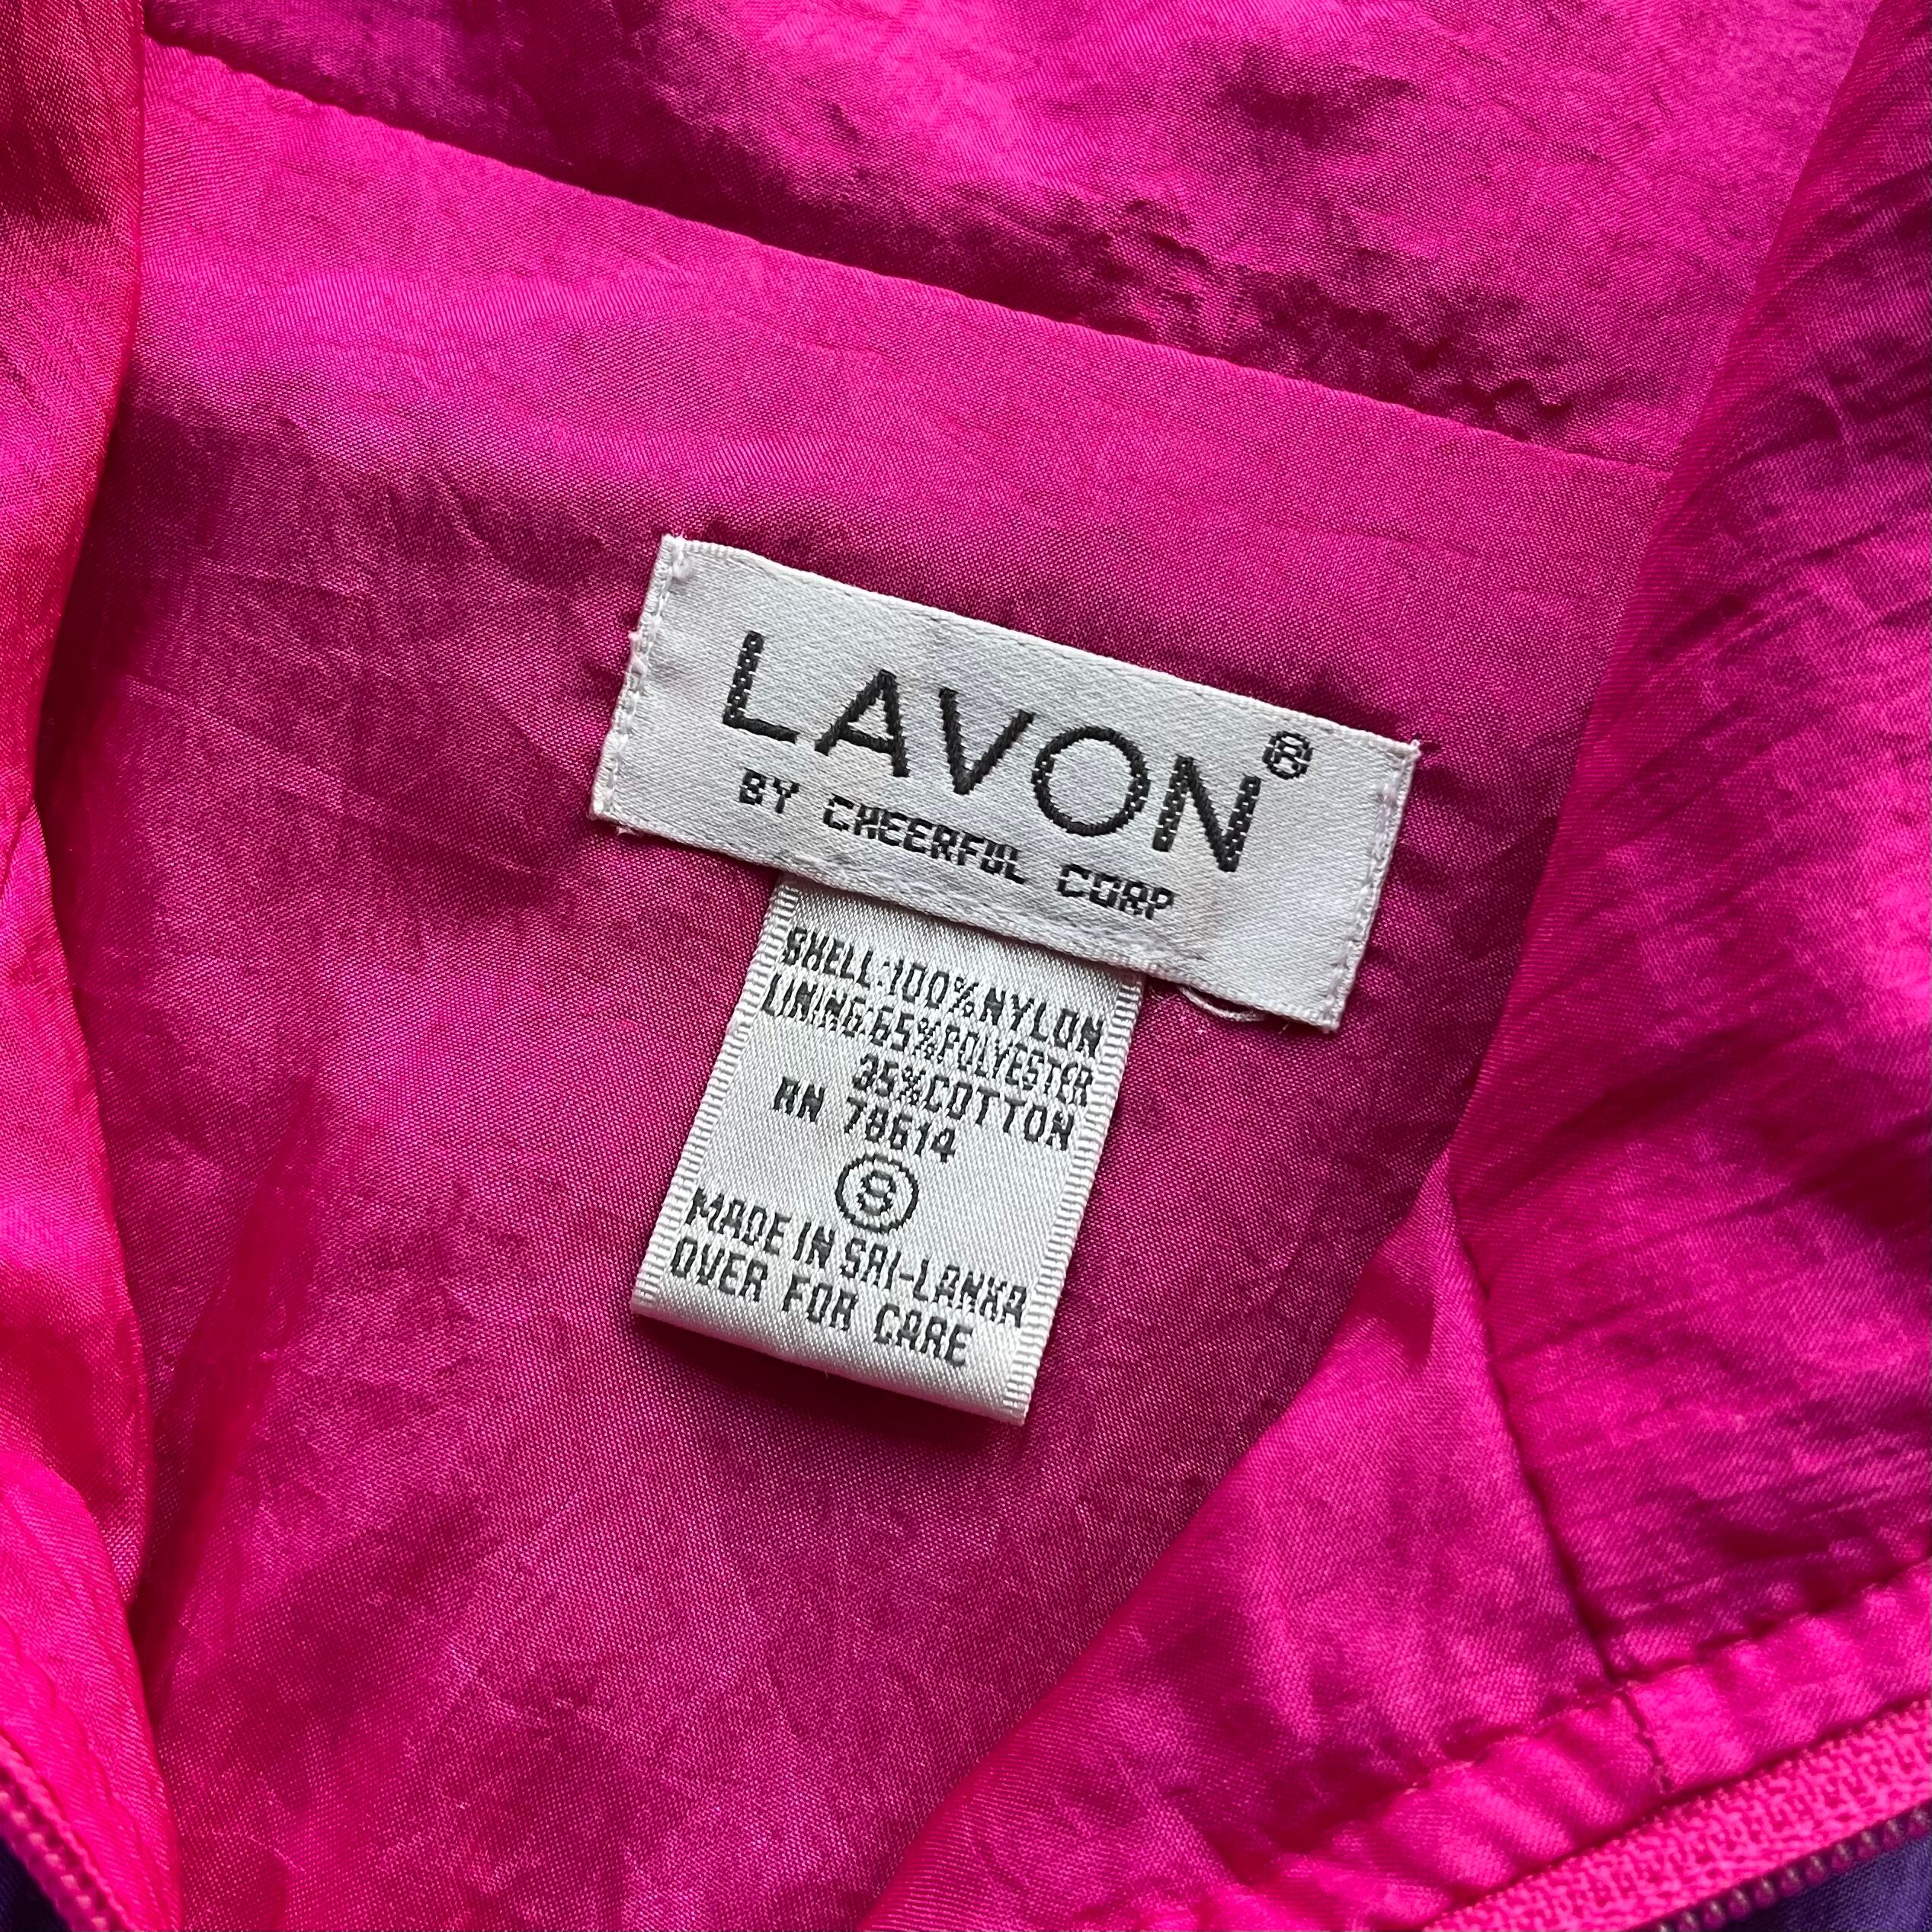 LAVON®
BY CHEERFUL CORP
SHELL:100%NYLON
LINING:65%POLYESTER
35%COTTON
RN 78614
S
MADE IN SRI-LANKA
OVER FOR CARE